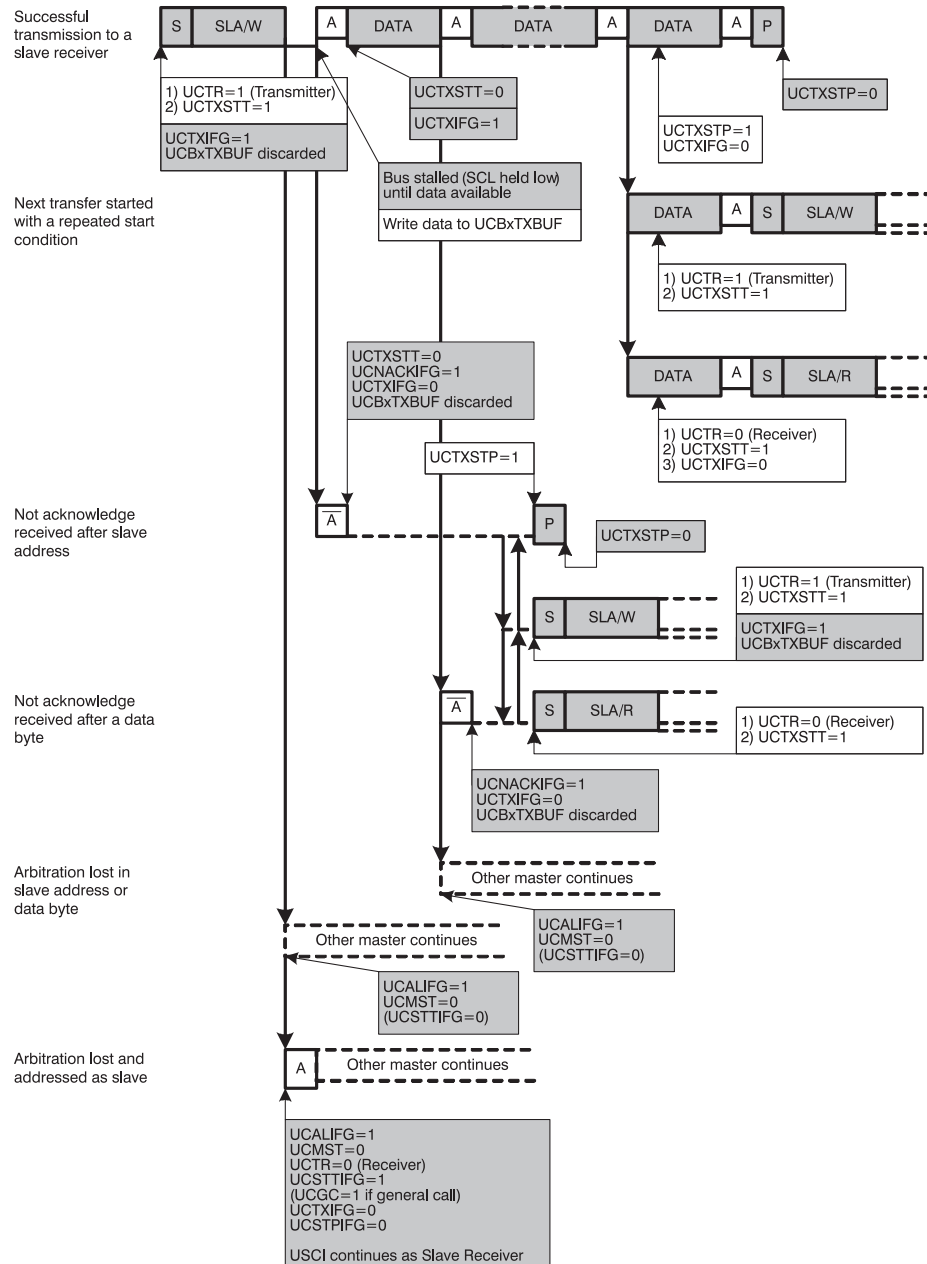 Successful
transmission to a
slave receiver
S SLA/W A DATA A DATA A DATA A P
1) UCTR=1 (Transmitter)
2) UCTXSTT=1
UCTXIFG=1
UCBxTXBUF discarded
UCTXSTT=0
UCTXIFG=1
UCTXSTP=0
UCTXSTP=1
UCTXIFG=0
Bus stalled (SCL held low)
until data available
Write data to UCBxTXBUF
Next transfer started
with a repeated start
condition
DATA A S SLA/W
1) UCTR=1 (Transmitter)
2) UCTXSTT=1
DATA A S SLA/R
1) UCTR=0 (Receiver)
2) UCTXSTT=1
3) UCTXIFG=0
UCTXSTT=0
UCNACKIFG=1
UCTXIFG=0
UCBxTXBUF discarded
UCTXSTP=1
Not acknowledge
received after slave
address
A̅ P
UCTXSTP=0
S SLA/W
1) UCTR=1 (Transmitter)
2) UCTXSTT=1
UCTXIFG=1
UCBxTXBUF discarded
Not acknowledge
received after a data
byte
A̅ S SLA/R
1) UCTR=0 (Receiver)
2) UCTXSTT=1
UCNACKIFG=1
UCTXIFG=0
UCBxTXBUF discarded
Arbitration lost in
slave address or
data byte
Other master continues
UCALIFG=1
UCMST=0
(UCSTTIFG=0)
Other master continues
UCALIFG=1
UCMST=0
(UCSTTIFG=0)
Arbitration lost and
addressed as slave
A Other master continues
UCALIFG=1
UCMST=0
UCTR=0 (Receiver)
UCSTTIFG=1
(UCGC=1 if general call)
UCTXIFG=0
UCSTPIFG=0
USCI continues as Slave Receiver